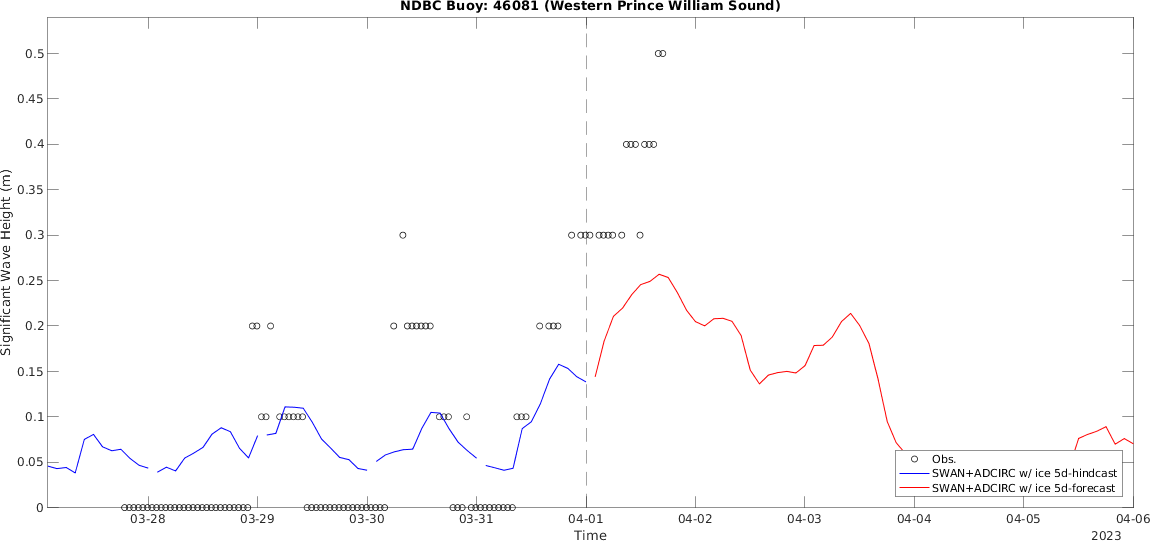 NDBC Buoy: 46081 (Western Prince William Sound)
Significant Wave Height (m)
0.5
0.45
0.4
0.35
0.3
0.25
0.2
0.15
0.1
0.05
0
Obs.
SWAN+ADCIRC w/ ice 5d-hindcast
SWAN+ADCIRC w/ ice 5d-forecast
03-28 03-29 03-30 03-31 04-01 04-02 04-03 04-04 04-05 04-06
Time
2023